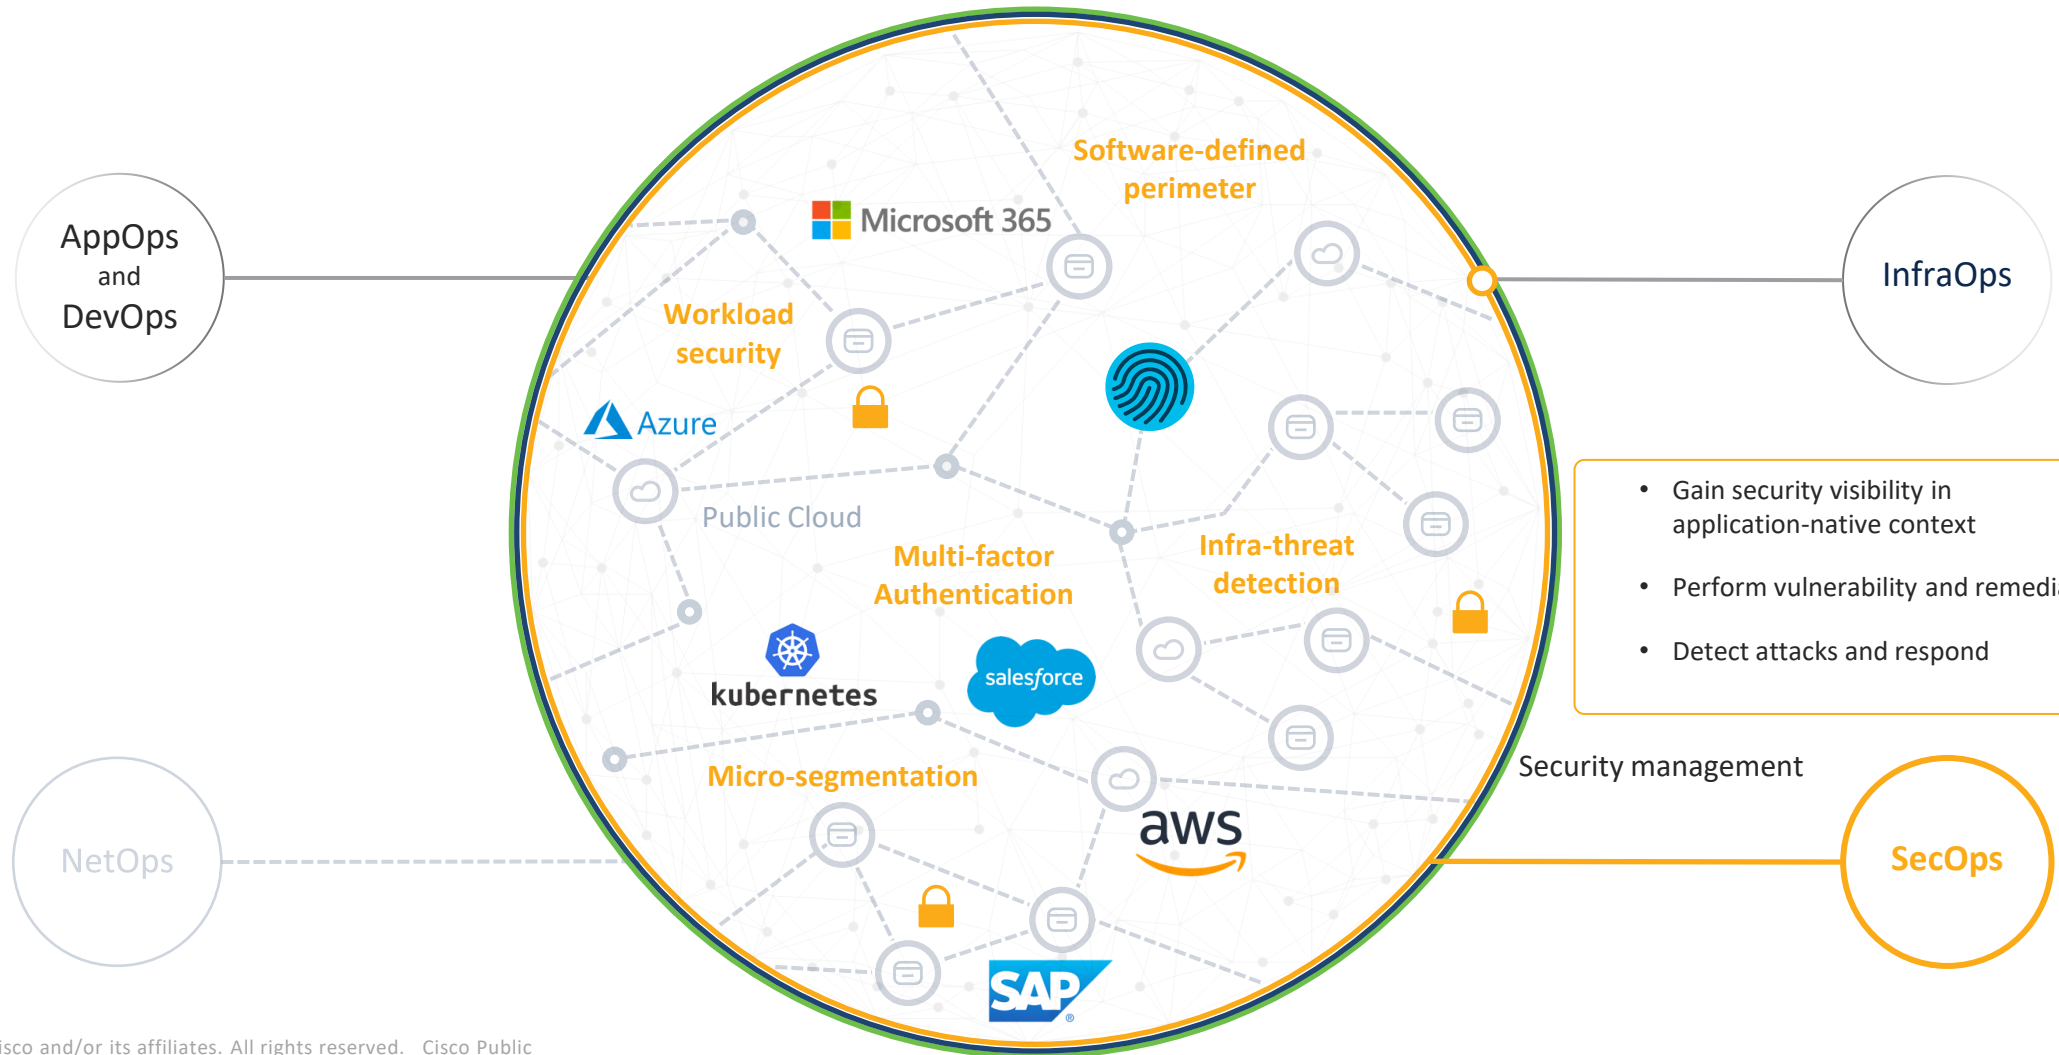 Software-defined
perimeter
Microsoft 365
AppOps
and
DevOps
InfraOps
Workload
security
Azure
Public Cloud
• Gain security visibility in
application-native context
• Perform vulnerability and
• Detect attacks and respond
Multi-factor
Authentication
Infra-threat
detection
kubernetes
salesforce
Security management
Micro-segmentation
aws
NetOps
SecOps
SAP
®
and/or its affiliates. All rights reserved. Cisco Public